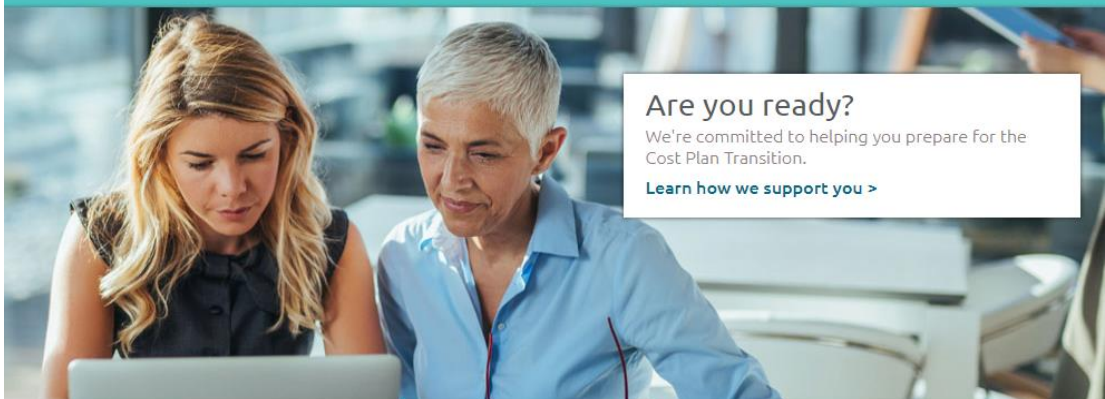 Are you ready?
We're committed to helping you prepare for the
Cost Plan Transition.
Learn how we support you >